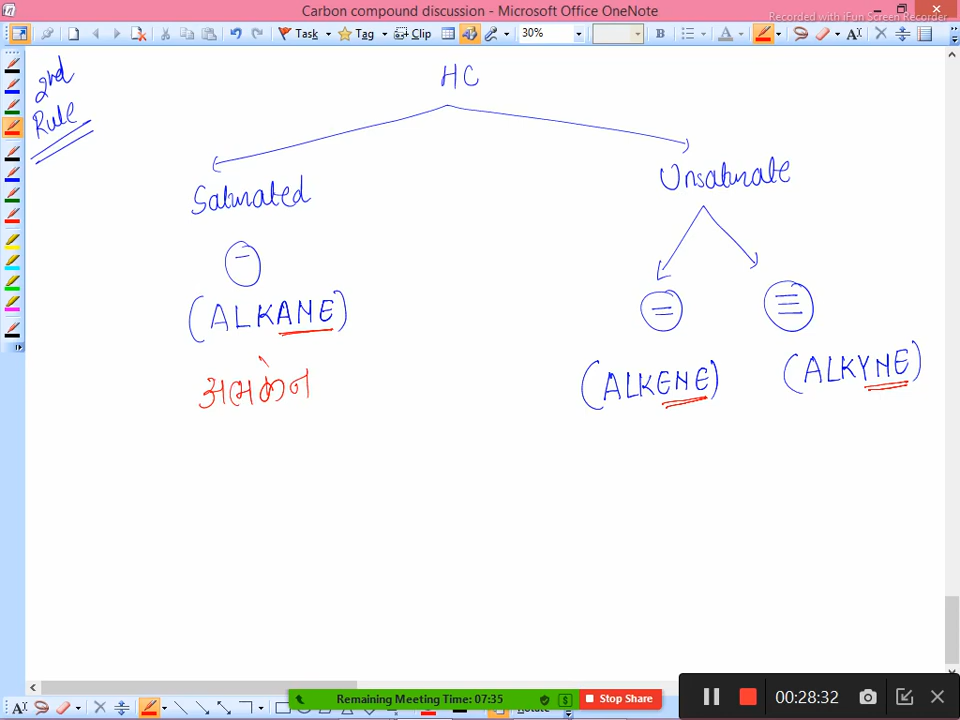 Carbon compound discussion - Microsoft Office OneNote
Recorded with iFun Screen Recorder
Task Tag Clip 30% B A
2nd
Rule
HC
Saturated
Unsaturate
(ALKANE)
(ALKENE)
(ALKYNE)
Remaining Meeting Time: 07:35
Stop Share
00:28:32